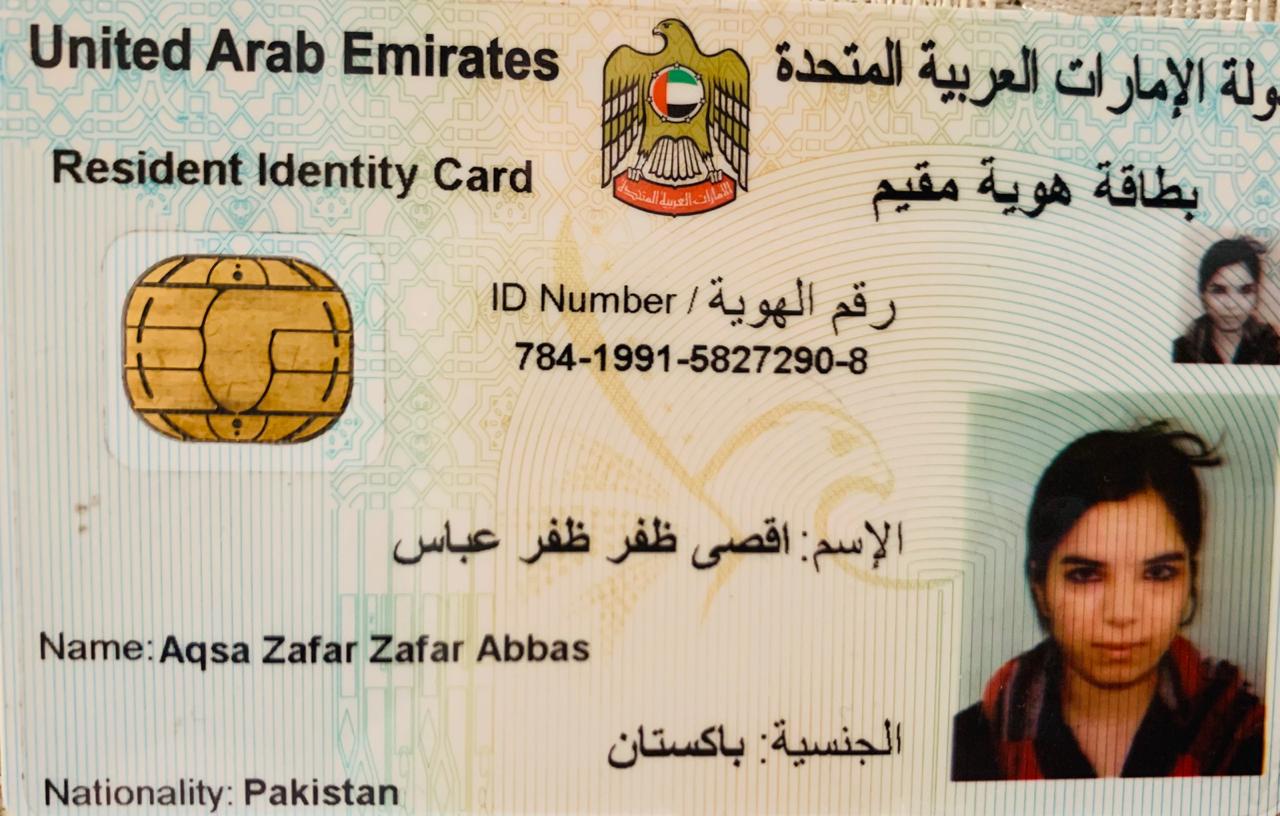 United Arab Emirates
ولة الإمارات العربية المتحدة
Resident Identity Card
بطاقة هوية مقيم
الإمارات العربية المتحدة
ID Number / رقم الهوية
784-1991-5827290-8
الإسم: اقصى ظفر ظفر عباس
Name: Aqsa Zafar Zafar Abbas
الجنسية: باكستان
Nationality: Pakistan